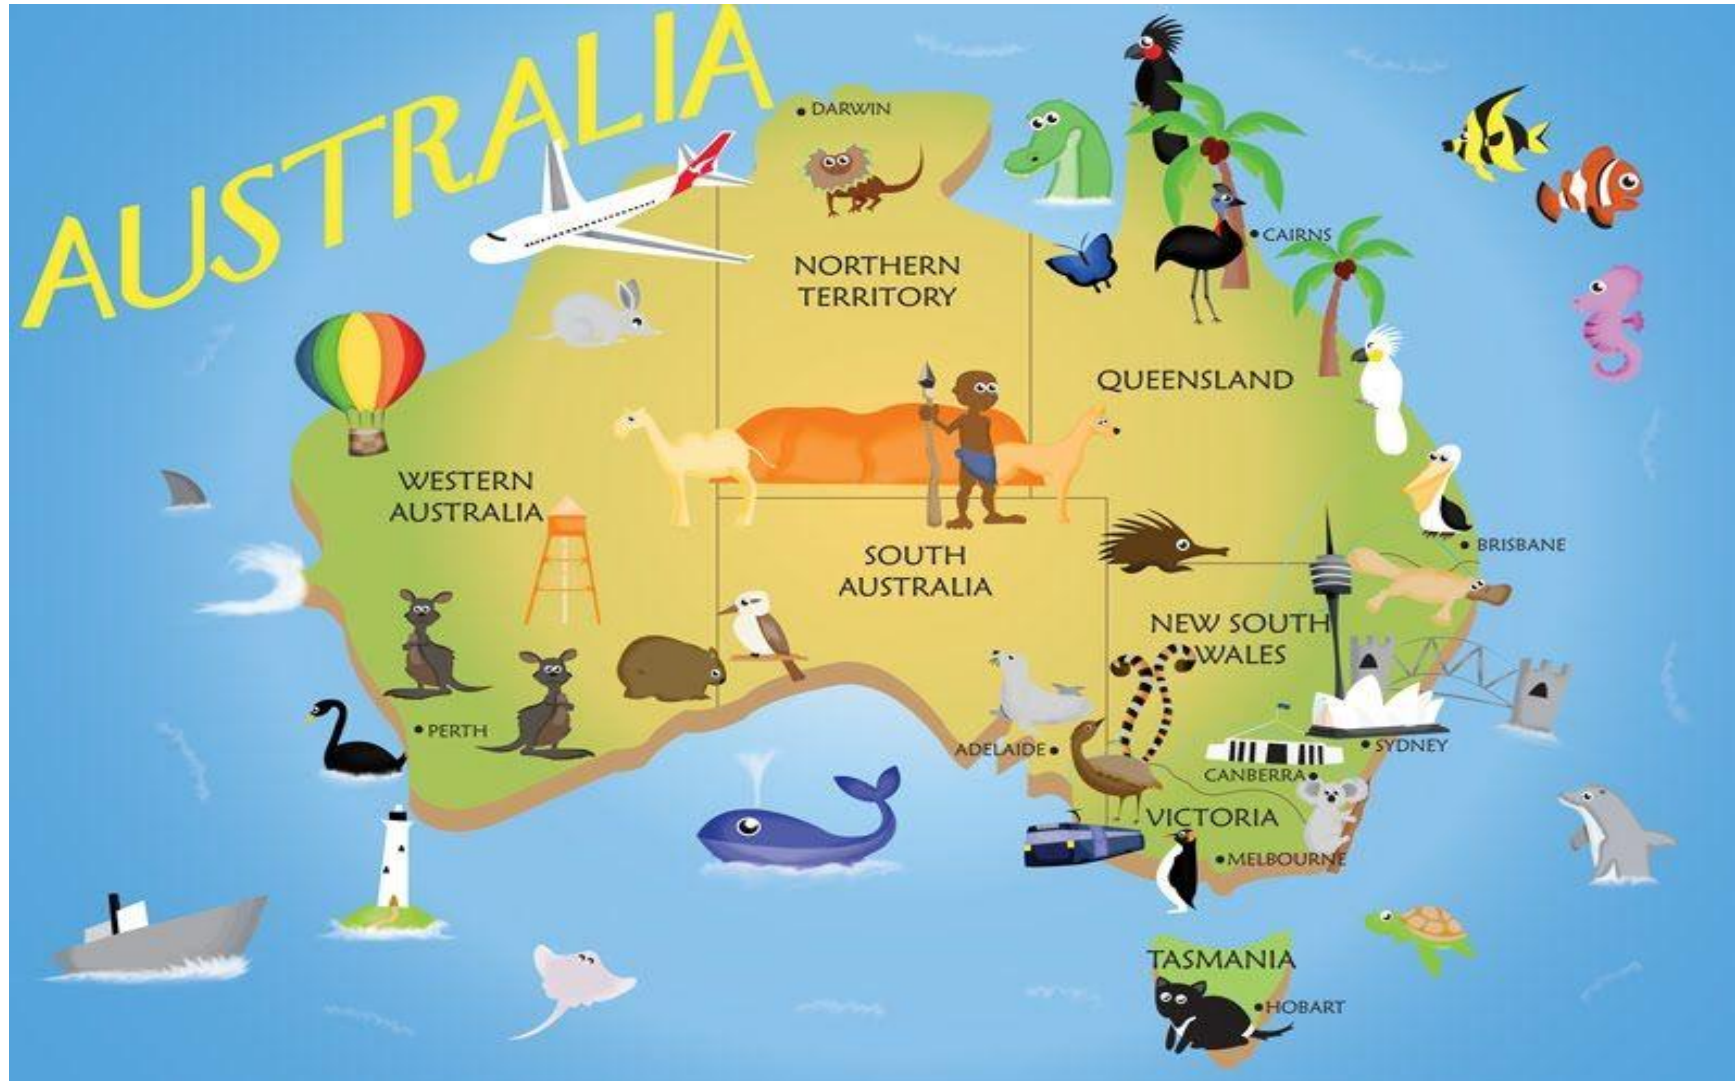 AUSTRALIA
DARWIN
CAIRNS
NORTHERN
TERRITORY
QUEENSLAND
WESTERN
AUSTRALIA
SOUTH
AUSTRALIA
BRISBANE
NEW SOUTH
WALES
PERTH
ADELAIDE
SYDNEY
CANBERRA
VICTORIA
MELBOURNE
TASMANIA
HOBART